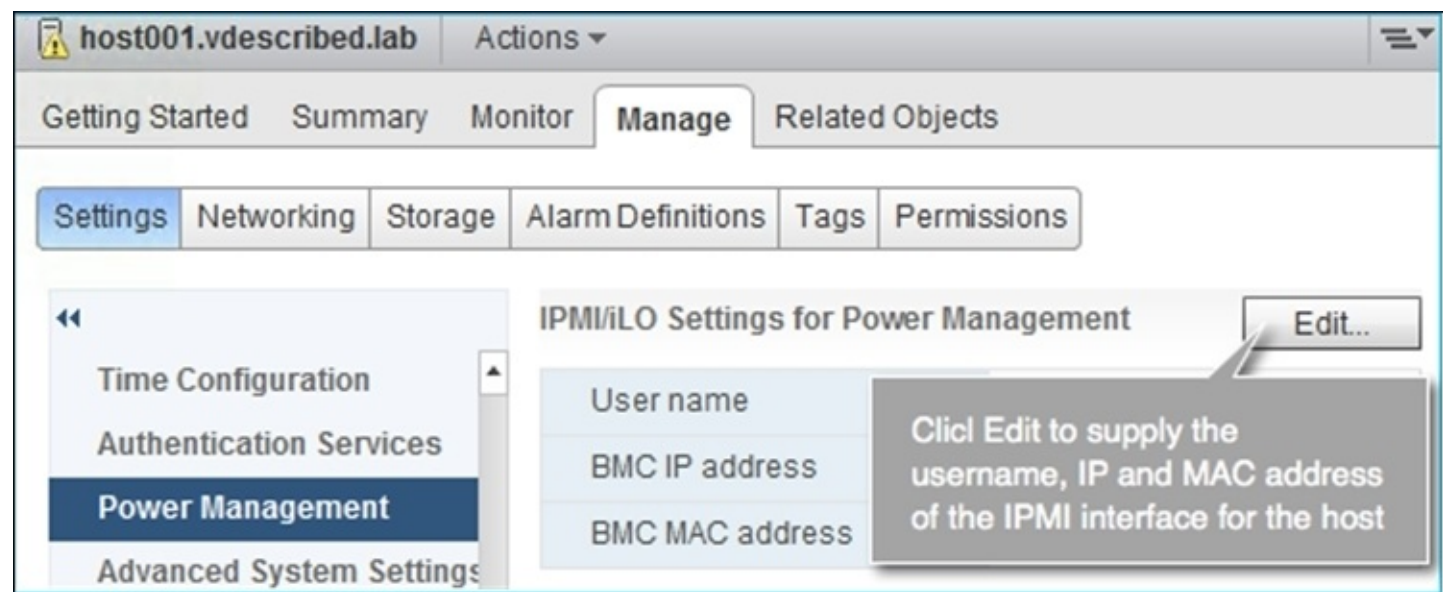 host001.vdescribed.lab Actions
Getting Started Summary Monitor Manage Related Objects
Settings Networking Storage Alarm Definitions Tags Permissions
IPMI/iLO Settings for Power Management Edit...
Time Configuration
Authentication Services
Power Management
Advanced System Settings
User name
BMC IP address
BMC MAC address
Clicl Edit to supply the
username, IP and MAC address
of the IPMI interface for the host